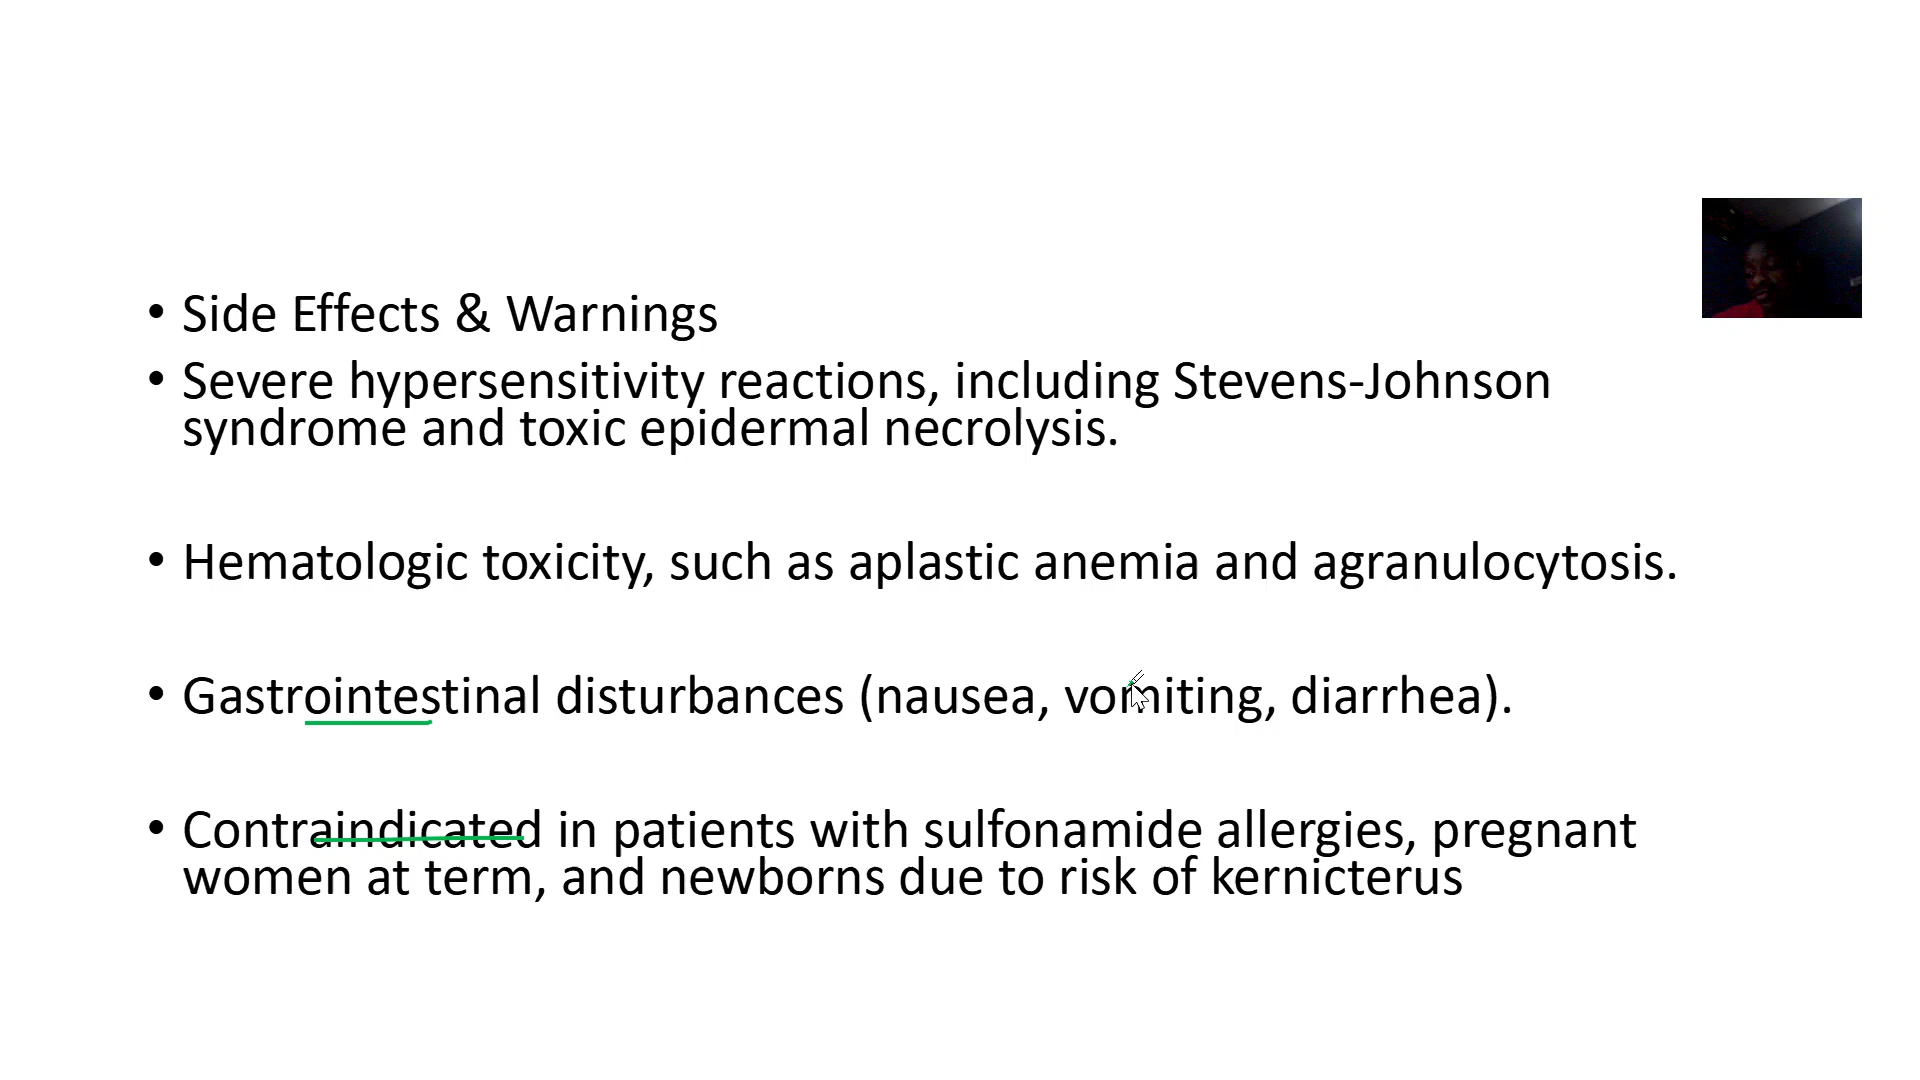 • Side Effects & Warnings
• Severe hypersensitivity reactions, including Stevens-Johnson
syndrome and toxic epidermal necrolysis.
• Hematologic toxicity, such as aplastic anemia and agranulocytosis.
• Gastrointestinal disturbances (nausea, vomiting, diarrhea).
• Contraindicated in patients with sulfonamide allergies, pregnant
women at term, and newborns due to risk of kernicterus